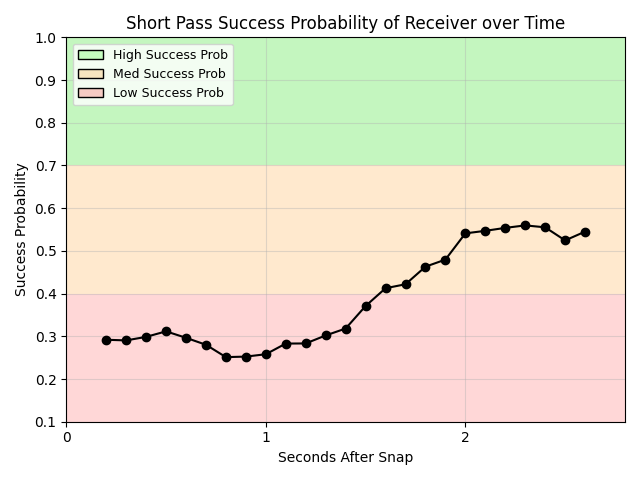 Short Pass Success Probability of Receiver over Time
1.0
High Success Prob
Med Success Prob
Low Success Prob
0.9
0.8
0.7
0.6
0.5
0.4
0.3
0.2
0.1
Success Probability
0
1
2
Seconds After Snap